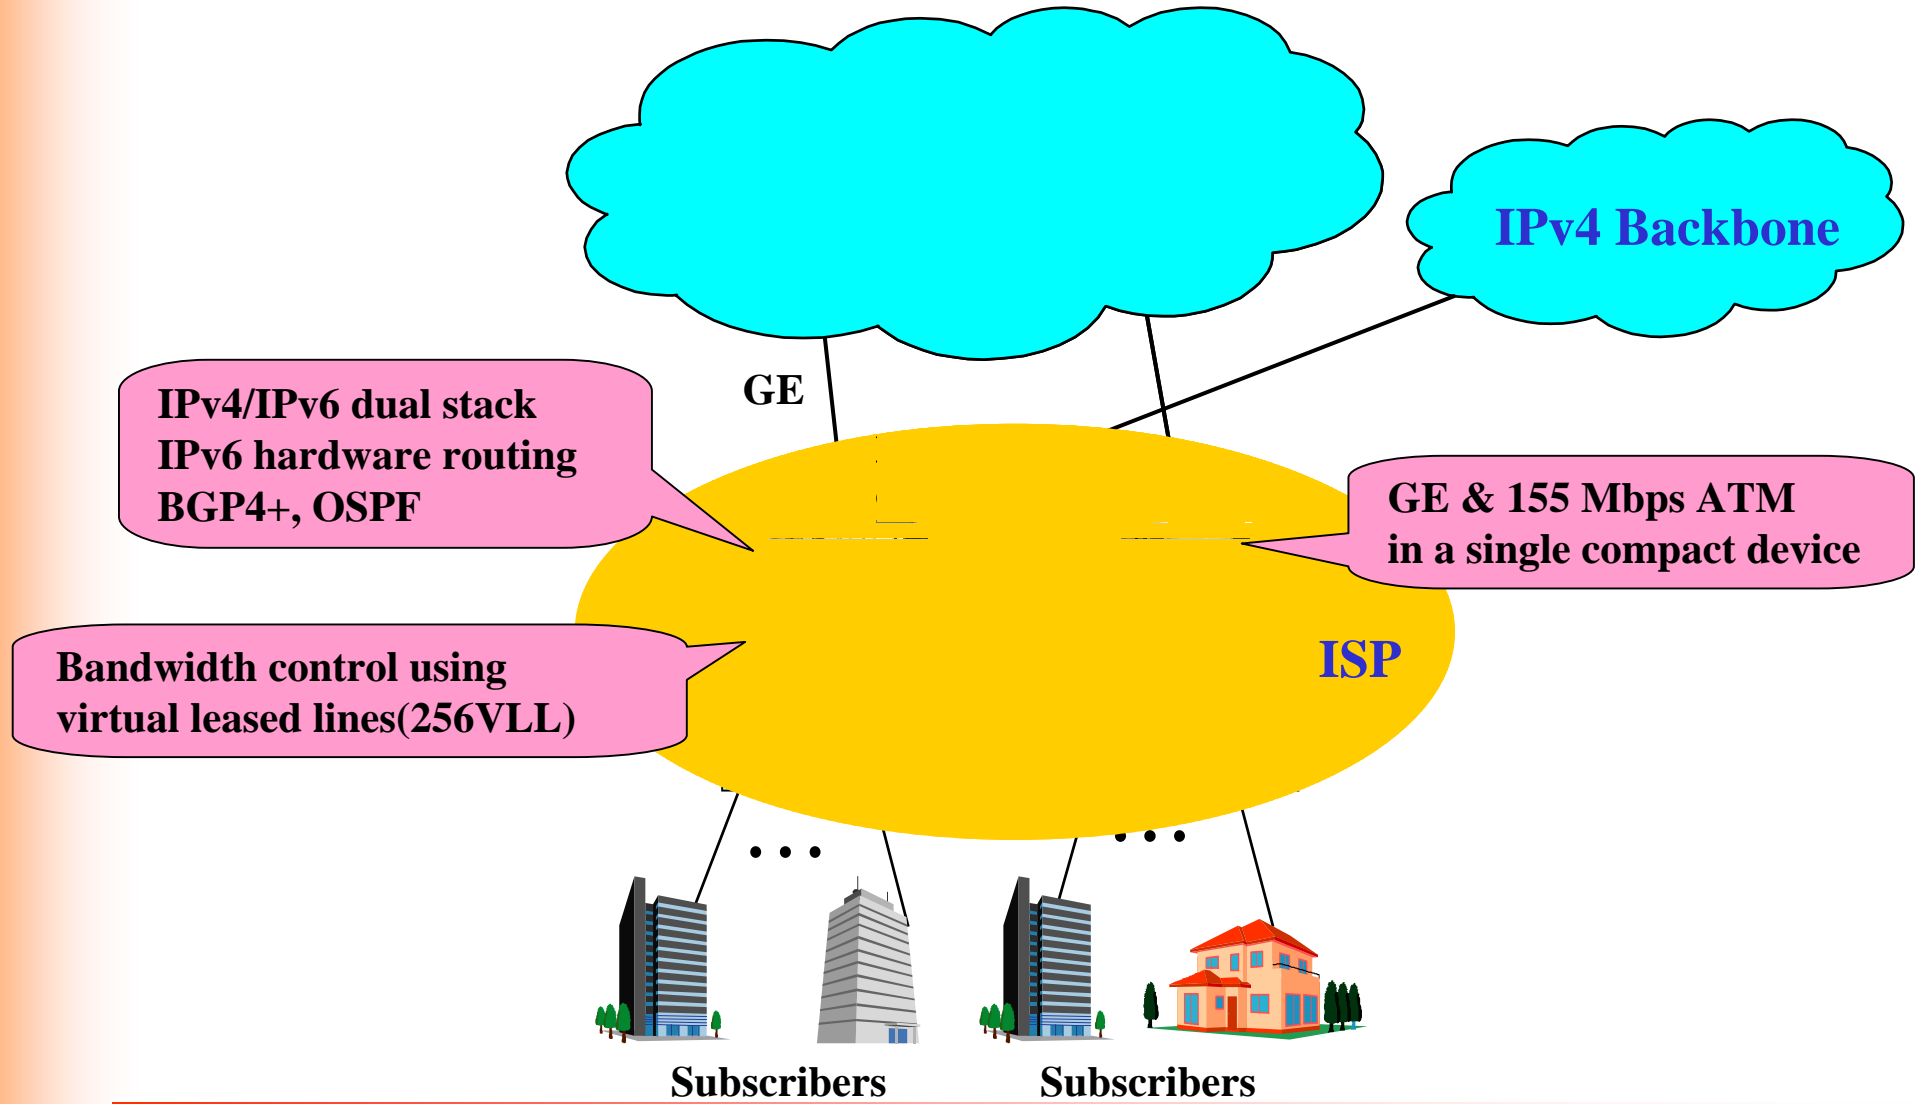 IPv4 Backbone
GE
IPv4/IPv6 dual stack
IPv6 hardware routing
BGP4+, OSPF
GE & 155 Mbps ATM
in a single compact device
ISP
Bandwidth control using
virtual leased lines(256VLL)
• • •
• • •
Subscribers
Subscribers